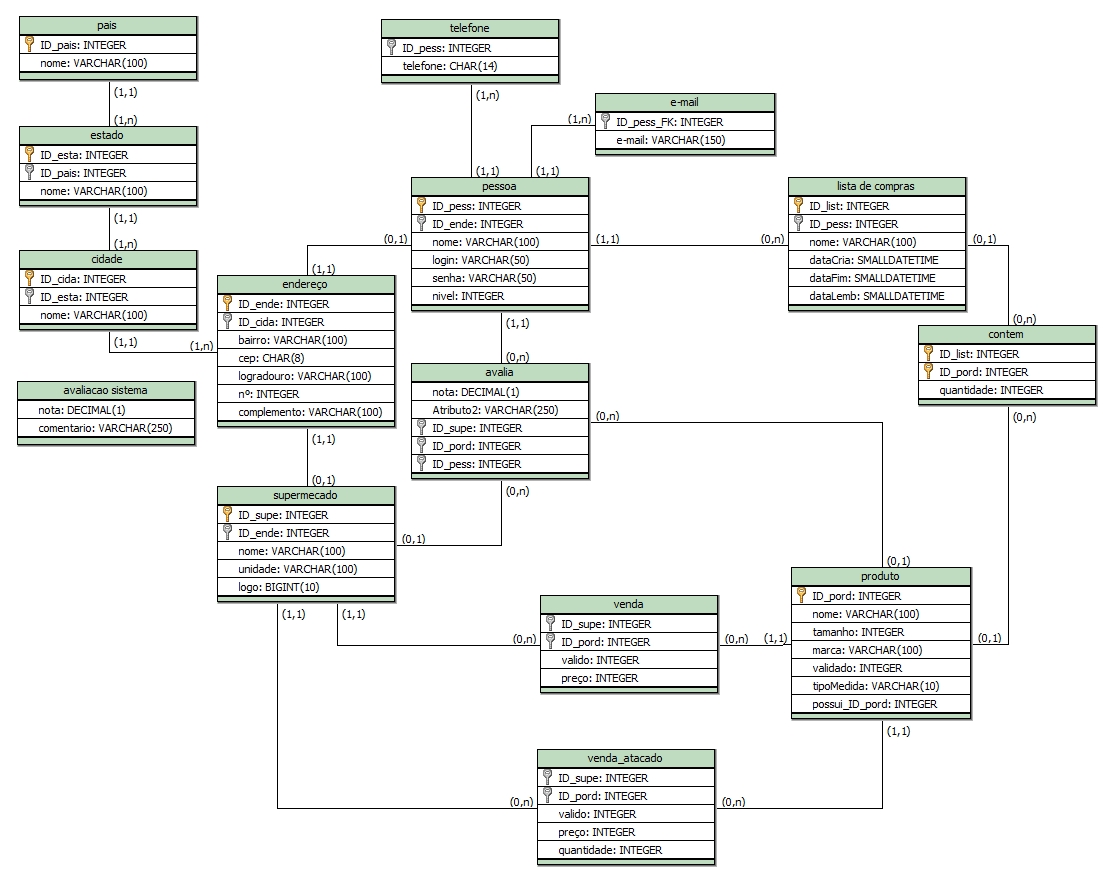 pais
ID_pais: INTEGER
nome: VARCHAR(100)
(1,1)
(1,n)
estado
ID_esta: INTEGER
ID_pais: INTEGER
nome: VARCHAR(100)
(1,1)
(1,n)
cidade
ID_cida: INTEGER
ID_esta: INTEGER
nome: VARCHAR(100)
(1,1)
(1,n)
avaliacao sistema
nota: DECIMAL(1)
comentario: VARCHAR(250)
telefone
ID_pess: INTEGER
telefone: CHAR(14)
(1,n)
(1,1)
e-mail
ID_pess_FK: INTEGER
e-mail: VARCHAR(150)
(1,n)
(1,1)
pessoa
ID_pess: INTEGER
ID_ende: INTEGER
nome: VARCHAR(100)
login: VARCHAR(50)
senha: VARCHAR(50)
nivel: INTEGER
(0,1)
(1,1)
(1,1)
(0,n)
(1,1)
(0,n)
lista de compras
ID_list: INTEGER
ID_pess: INTEGER
nome: VARCHAR(100)
dataCria: SMALLDATETIME
dataFim: SMALLDATETIME
dataLemb: SMALLDATETIME
(0,1)
(0,n)
contem
ID_list: INTEGER
ID_pord: INTEGER
quantidade: INTEGER
(0,n)
(0,1)
endereço
ID_ende: INTEGER
ID_cida: INTEGER
bairro: VARCHAR(100)
cep: CHAR(8)
logradouro: VARCHAR(100)
nº: INTEGER
complemento: VARCHAR(100)
(1,1)
(0,1)
avalia
nota: DECIMAL(1)
Atributo2: VARCHAR(250)
ID_supe: INTEGER
ID_pord: INTEGER
ID_pess: INTEGER
(0,n)
(0,1)
(0,n)
(0,1)
supermecado
ID_supe: INTEGER
ID_ende: INTEGER
nome: VARCHAR(100)
unidade: VARCHAR(100)
logo: BIGINT(10)
(1,1)
(1,1)
venda
ID_supe: INTEGER
ID_pord: INTEGER
valido: INTEGER
preço: INTEGER
(0,n)
(0,n)
(1,1)
produto
ID_pord: INTEGER
nome: VARCHAR(100)
tamanho: INTEGER
marca: VARCHAR(100)
validado: INTEGER
tipoMedida: VARCHAR(10)
possui_ID_pord: INTEGER
(1,1)
venda_atacado
ID_supe: INTEGER
ID_pord: INTEGER
valido: INTEGER
preço: INTEGER
quantidade: INTEGER
(0,n)
(0,n)